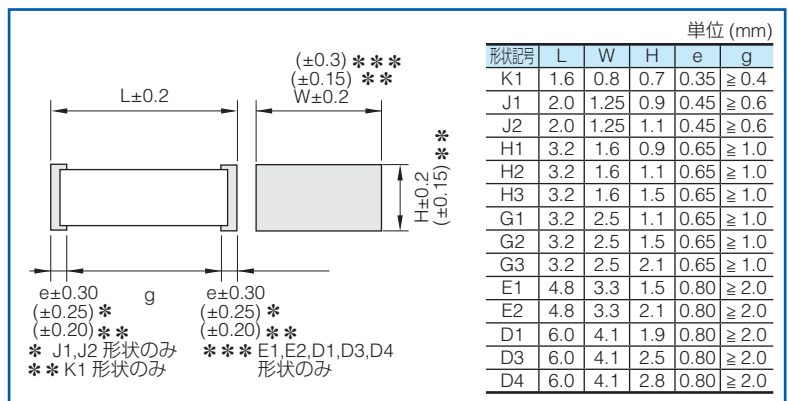 単位 (mm)
(±0.3) ＊＊＊
(±0.15) ＊＊
L±0.2
W±0.2
H±0.2
(±0.15) ＊＊
e±0.30
g
e±0.30
(±0.25) ＊
(±0.25) ＊
(±0.20) ＊＊
(±0.20) ＊＊
＊ J1,J2 形状のみ
＊＊＊ E1,E2,D1,D3,D4
＊＊ K1 形状のみ
形状のみ
形状記号 L W H e g
K1 1.6 0.8 0.7 0.35 ≧ 0.4
J1 2.0 1.25 0.9 0.45 ≧ 0.6
J2 2.0 1.25 1.1 0.45 ≧ 0.6
H1 3.2 1.6 0.9 0.65 ≧ 1.0
H2 3.2 1.6 1.1 0.65 ≧ 1.0
H3 3.2 1.6 1.5 0.65 ≧ 1.0
G1 3.2 2.5 1.1 0.65 ≧ 1.0
G2 3.2 2.5 1.5 0.65 ≧ 1.0
G3 3.2 2.5 2.1 0.65 ≧ 1.0
E1 4.8 3.3 1.5 0.80 ≧ 2.0
E2 4.8 3.3 2.1 0.80 ≧ 2.0
D1 6.0 4.1 1.9 0.80 ≧ 2.0
D3 6.0 4.1 2.5 0.80 ≧ 2.0
D4 6.0 4.1 2.8 0.80 ≧ 2.0